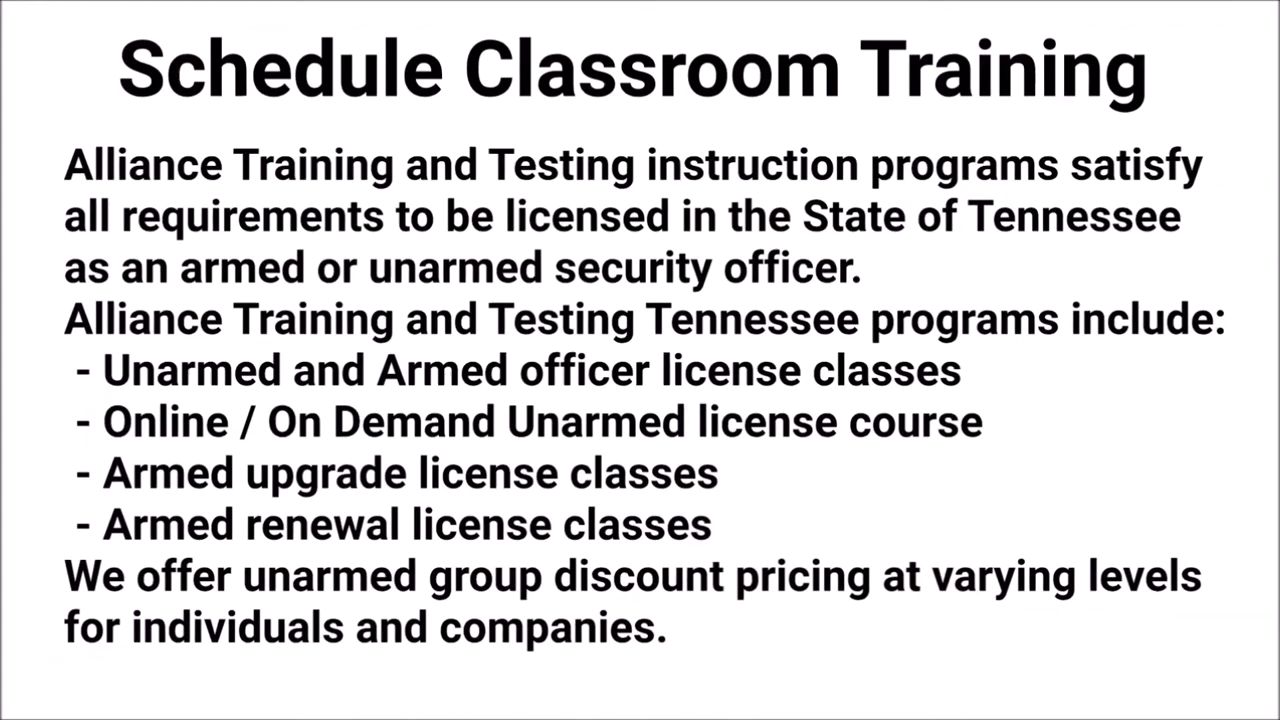 Schedule Classroom Training
Alliance Training and Testing instruction programs satisfy
all requirements to be licensed in the State of Tennessee
as an armed or unarmed security officer.
Alliance Training and Testing Tennessee programs include:
- Unarmed and Armed officer license classes
- Online / On Demand Unarmed license course
- Armed upgrade license classes
- Armed renewal license classes
We offer unarmed group discount pricing at varying levels
for individuals and companies.